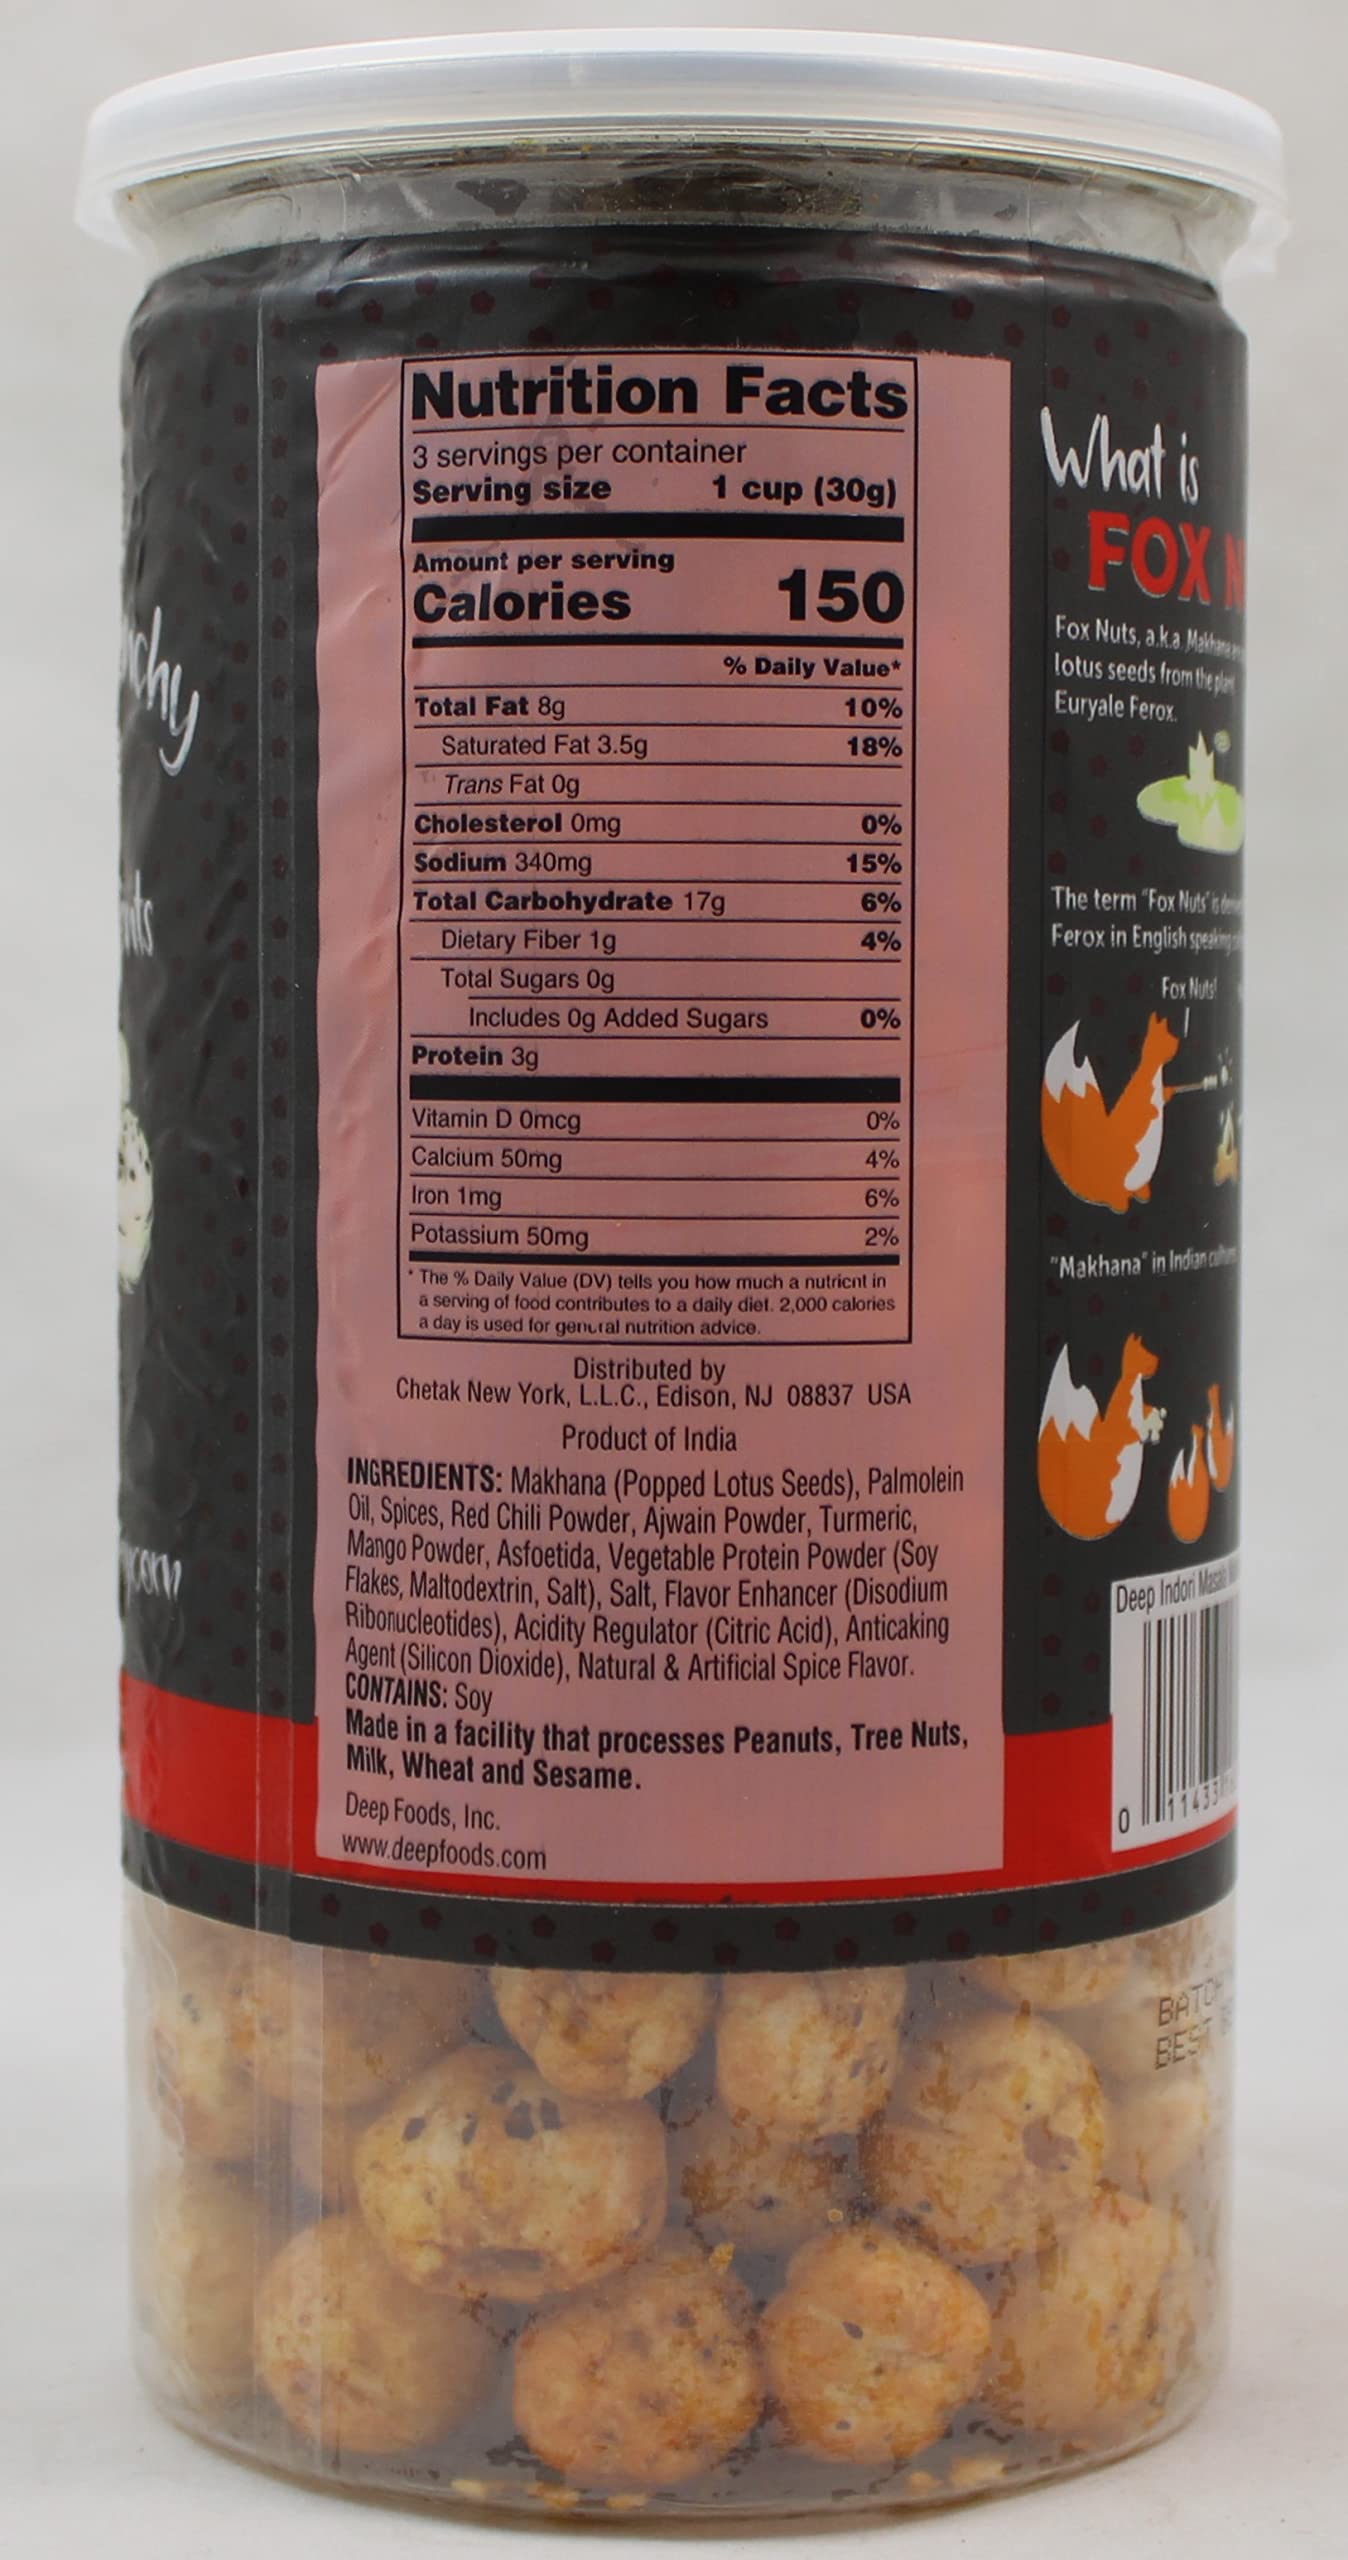 Nutrition Facts
3 servings per container
Serving size 1 cup (30g)
Amount per serving
Calories 150
% Daily Value*
Total Fat 8g 10%
Saturated Fat 3.5g 18%
Trans Fat 0g
Cholesterol 0mg 0%
Sodium 340mg 15%
Total Carbohydrate 17g 6%
Dietary Fiber 1g 4%
Total Sugars 0g
Includes 0g Added Sugars 0%
Protein 3g
Vitamin D 0mcg 0%
Calcium 50mg 4%
Iron 1mg 6%
Potassium 50mg 2%
* The % Daily Value (DV) tells you how much a nutrient in
a serving of food contributes to a daily diet. 2,000 calories
a day is used for general nutrition advice.
Distributed by
Chetak New York, L.L.C., Edison, NJ 08837 USA
Product of India
INGREDIENTS: Makhana (Popped Lotus Seeds), Palmolein
Oil, Spices, Red Chili Powder, Ajwain Powder, Turmeric,
Mango Powder, Asfoetida, Vegetable Protein Powder (Soy
Flakes, Maltodextrin, Salt), Salt, Flavor Enhancer (Disodium
Ribonucleotides), Acidity Regulator (Citric Acid), Anticaking
Agent (Silicon Dioxide), Natural & Artificial Spice Flavor.
CONTAINS: Soy
Made in a facility that processes Peanuts, Tree Nuts,
Milk, Wheat and Sesame.
Deep Foods, Inc.
www.deepfoods.com
What is
FOX
Fox Nuts, a.k.a. Makhana
lotus seeds from the plant
Euryale Ferox.
The term "Fox Nuts" is
Ferox in English speaking
Fox Nuts!
"Makhana" in Indian
Deep Indori Masala
0 11433
BEST